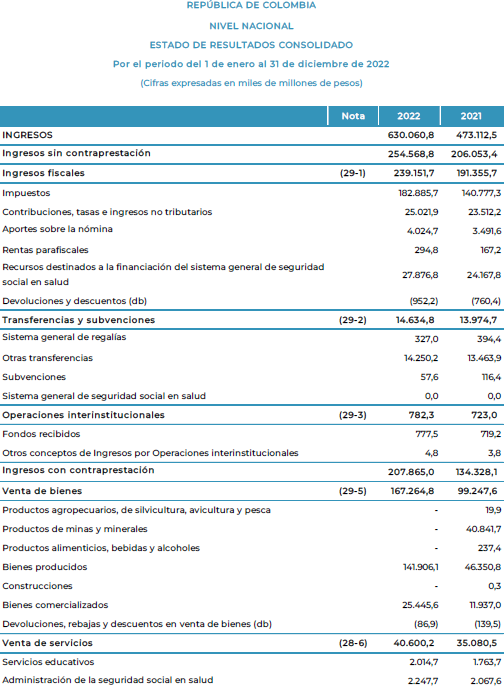 REPÚBLICA DE COLOMBIA
NIVEL NACIONAL
ESTADO DE RESULTADOS CONSOLIDADO
Por el periodo del 1 de enero al 31 de diciembre de 2022
(Cifras expresadas en miles de millones de pesos)
Nota 2022 2021
INGRESOS 630.060,8 473.112,5
Ingresos sin contraprestación 254.568,8 206.053,4
Ingresos fiscales (29-1) 239.151,7 191.355,7
Impuestos 182.885,7 140.777,3
Contribuciones, tasas e ingresos no tributarios 25.021,9 23.512,2
Aportes sobre la nómina 4.024,7 3.491,6
Rentas parafiscales 294,8 167,2
Recursos destinados a la financiación del sistema general de seguridad
social en salud 27.876,8 24.167,8
Devoluciones y descuentos (db) (952,2) (760,4)
Transferencias y subvenciones (29-2) 14.634,8 13.974,7
Sistema general de regalías 327,0 394,4
Otras transferencias 14.250,2 13.463,9
Subvenciones 57,6 116,4
Sistema general de seguridad social en salud 0,0 0,0
Operaciones interinstitucionales (29-3) 782,3 723,0
Fondos recibidos 777,5 719,2
Otros conceptos de Ingresos por Operaciones interinstitucionales 4,8 3,8
Ingresos con contraprestación 207.865,0 134.328,1
Venta de bienes (29-5) 167.264,8 99.247,6
Productos agropecuarios, de silvicultura, avicultura y pesca - 19,9
Productos de minas y minerales - 40.841,7
Productos alimenticios, bebidas y alcoholes - 237,4
Bienes producidos 141.906,1 46.350,8
Construcciones - 0,3
Bienes comercializados 25.445,6 11.937,0
Devoluciones, rebajas y descuentos en venta de bienes (db) (86,9) (139,5)
Venta de servicios (28-6) 40.600,2 35.080,5
Servicios educativos 2.014,7 1.763,7
Administración de la seguridad social en salud 2.247,7 2.067,6